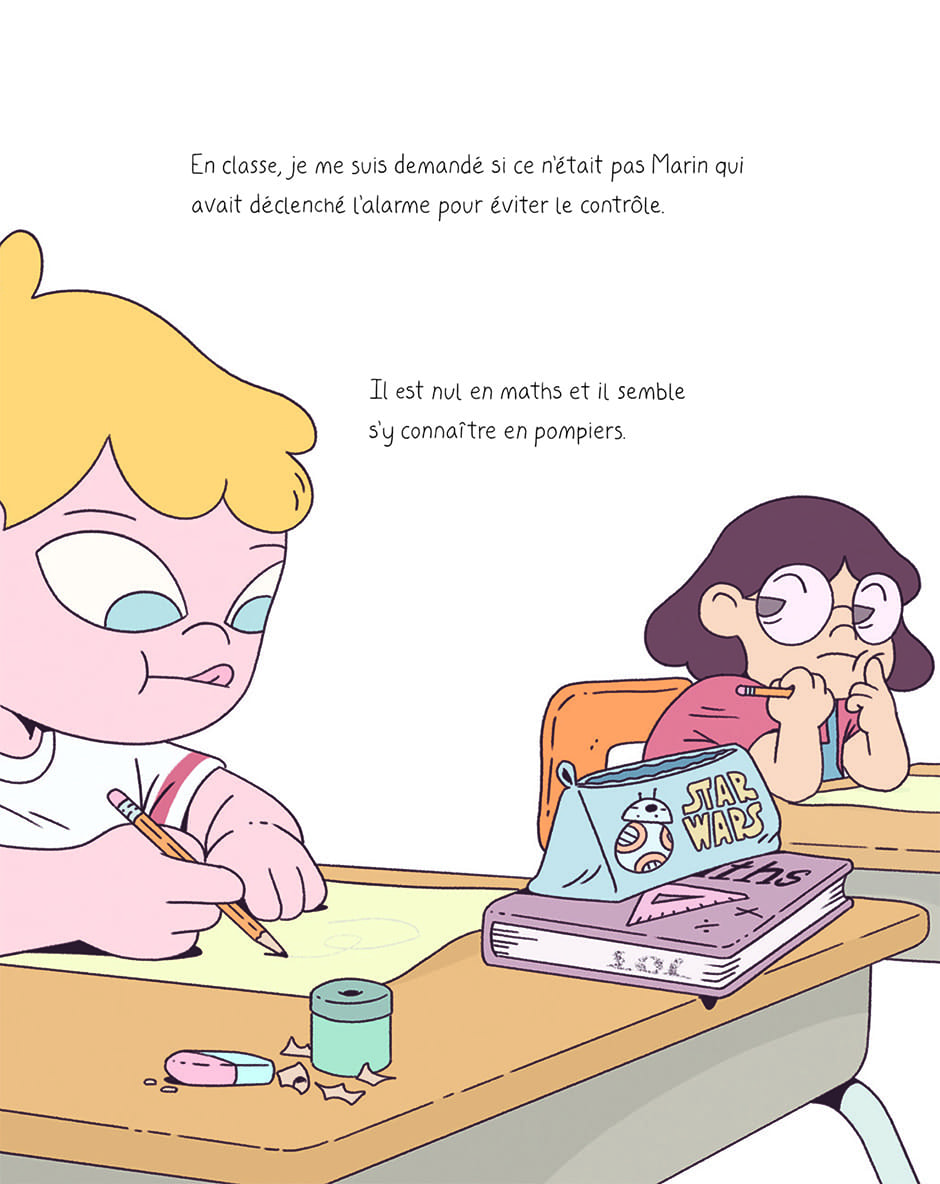 En classe, je me suis demandé si ce n'était pas Marin qui
avait déclenché l'alarme pour éviter le contrôle.
Il est nul en maths et il semble
s'y connaître en pompiers.
STAR
WARS
LOL